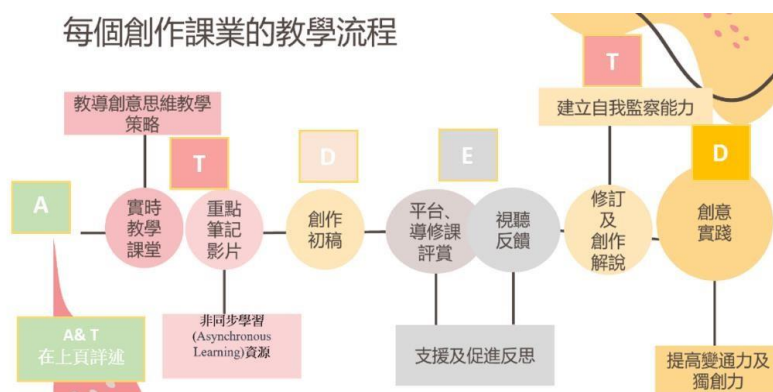 每個創作課業的教學流程
教導創意思維教學
策略
T
建立自我監察能力
A
T
D
E
D
實時
教學
課堂
重點
筆記
影片
創作
初稿
平台、
導修課
評賞
視聽
反饋
修訂
及
創作
解說
創意
實踐
A& T
在上頁詳述
非同步學習
(Asynchronous
Learning)資源
支援及促進反思
提高變通力及
獨創力